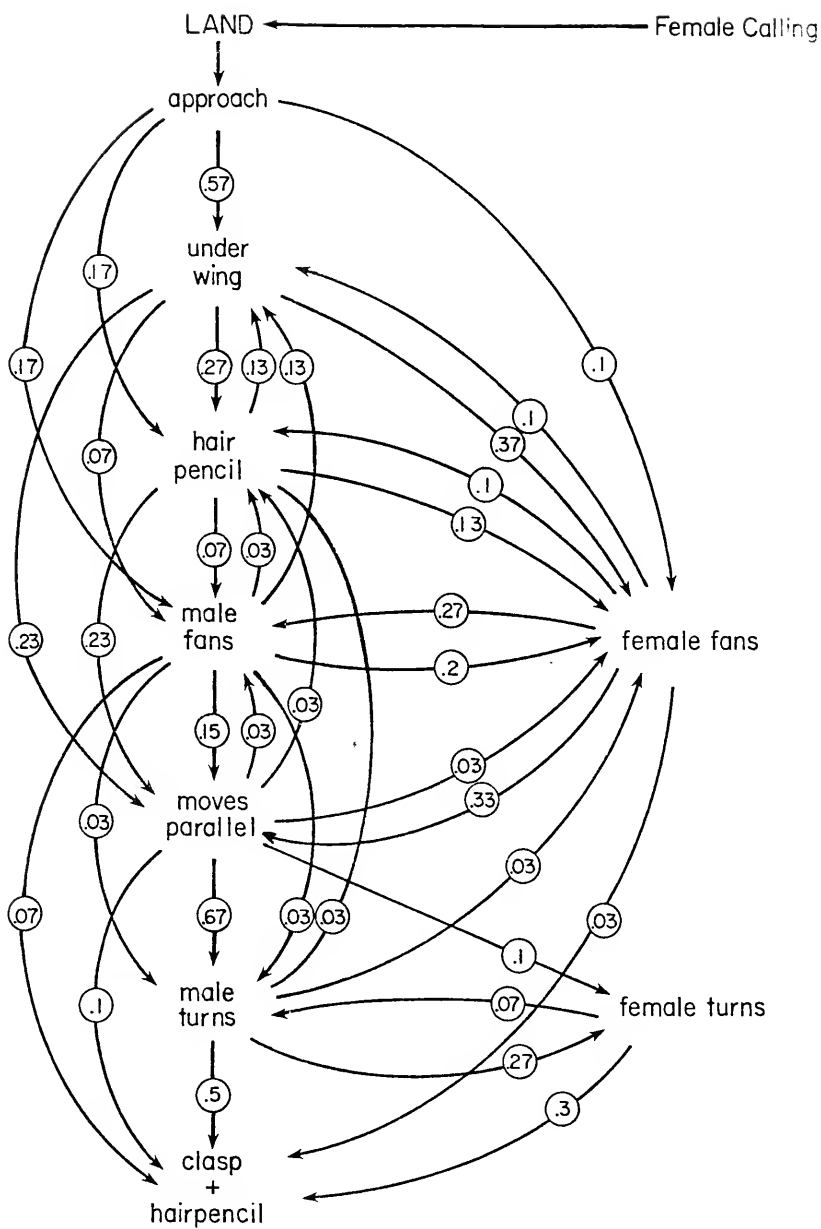 LAND
Female Calling
approach
.57
under
wing
.17
.1
.17
.27
.13
.13
.1
.37
hair
pencil
.07
.1
.13
.07
.03
male
fans
.27
female fans
.23
.23
.2
.03
.15
.03
.03
.33
moves
parallel
.03
.03
.07
.67
.03
.03
.03
.1
male
turns
.1
.07
female turns
.27
.5
.3
clasp
+
hairpencil